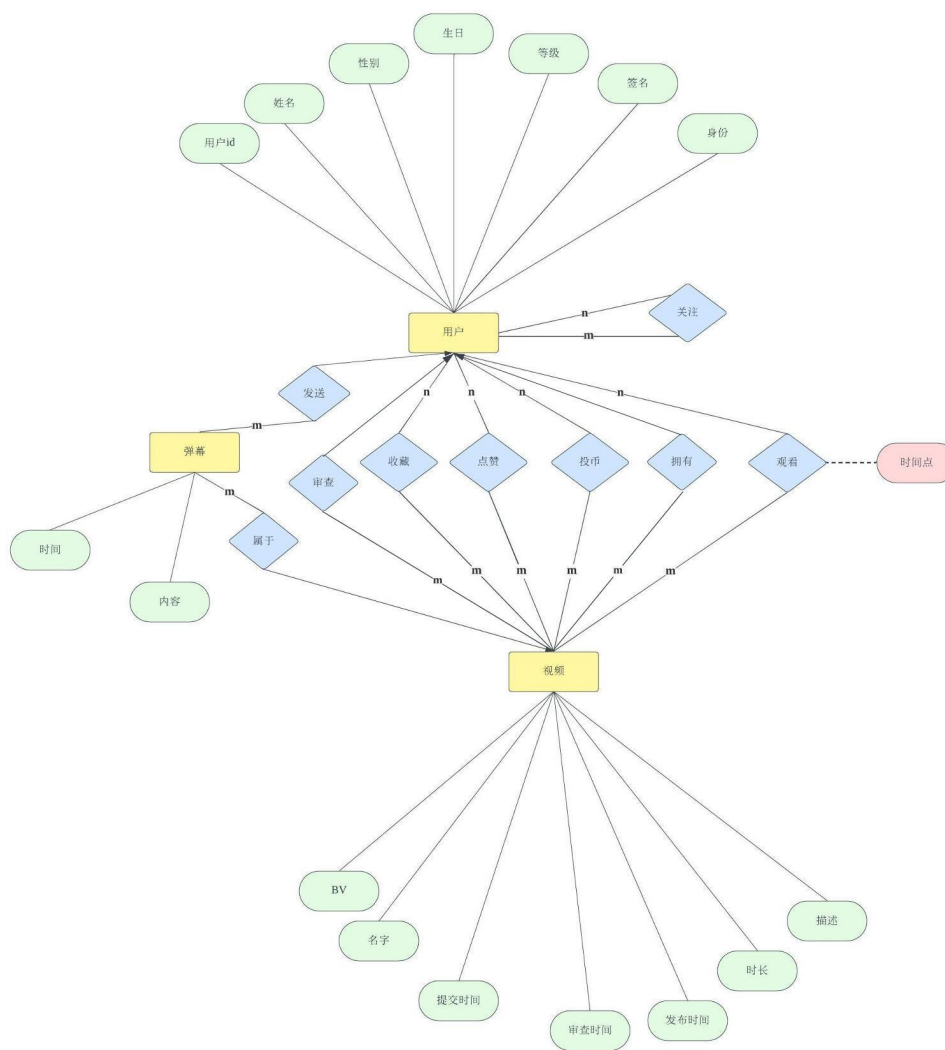 生日
等级
性别
签名
姓名
身份
用户id
关注
n
m
用户
发送
m
弹幕
n
n
n
n
审查
收藏
点赞
投币
拥有
观看
时间点
m
属于
时间
内容
m
m
m
m
m
m
视频
BV
名字
描述
时长
提交时间
发布时间
审查时间